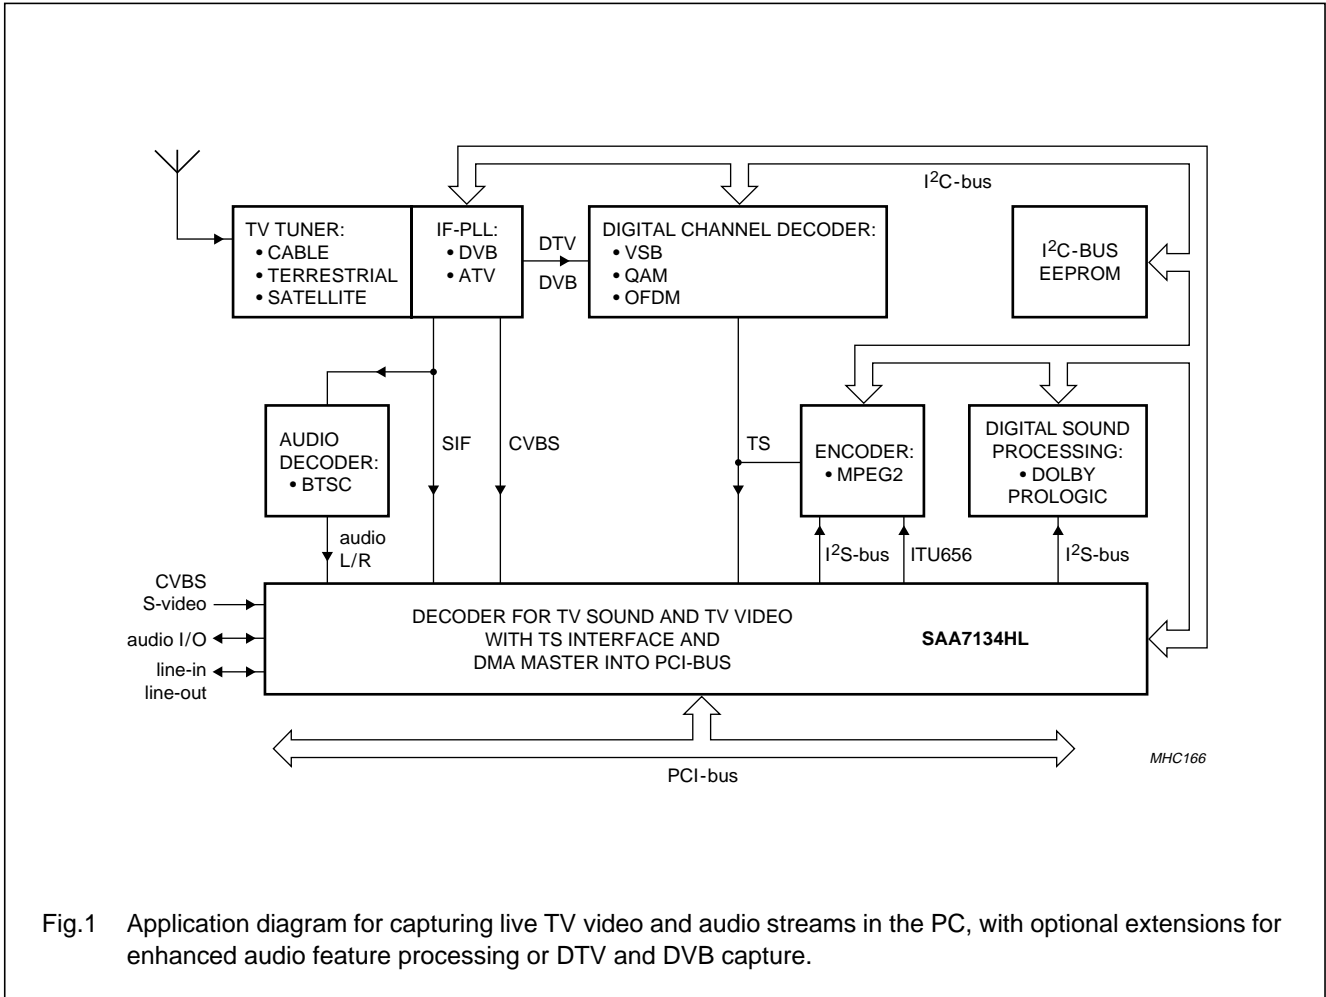 I²C-bus
TV TUNER:
• CABLE
• TERRESTRIAL
• SATELLITE
IF-PLL:
• DVB
• ATV
DTV
DVB
DIGITAL CHANNEL DECODER:
• VSB
• QAM
• OFDM
I²C-BUS
EEPROM
AUDIO
DECODER:
• BTSC
SIF
CVBS
TS
ENCODER:
• MPEG2
DIGITAL SOUND
PROCESSING:
• DOLBY
PROLOGIC
audio
L/R
I²S-bus
ITU656
I²S-bus
CVBS
S-video
audio I/O
line-in
line-out
DECODER FOR TV SOUND AND TV VIDEO
WITH TS INTERFACE AND
DMA MASTER INTO PCI-BUS
SAA7134HL
PCI-bus
MHC166
Fig.1 Application diagram for capturing live TV video and audio streams in the PC, with optional extensions for
enhanced audio feature processing or DTV and DVB capture.